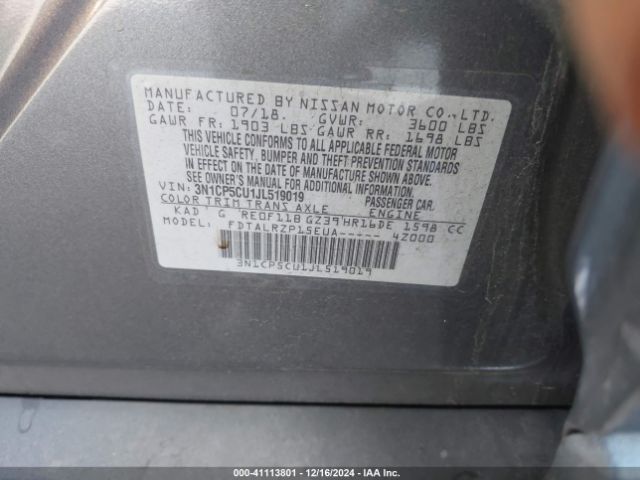 MANUFACTURED BY NISSAN MOTOR CO., LTD.
DATE: 07/18. GVWR: 3600 LBS
GAWR FR: 1903 LBS GAWR RR: 1698 LBS
THIS VEHICLE CONFORMS TO ALL APPLICABLE FEDERAL MOTOR
VEHICLE SAFETY, BUMPER AND THEFT PREVENTION STANDARDS
IN EFFECT ON THE DATE OF MANUFACTURE SHOWN ABOVE.
SEE OWNER'S MANUAL FOR ADDITIONAL INFORMATION
VIN: 3N1CP5CU1JL519019 PASSENGER CAR.
COLOR TRIM TRANS AXLE ENGINE
KAD G RE0F11B GZ39 HR16DE 1598 CC
MODEL: FDTALRZP15EUA----- 4Z000
3N1CP5CU1JL519019
000-41113801 | 12/16/2024 | IAA Inc.